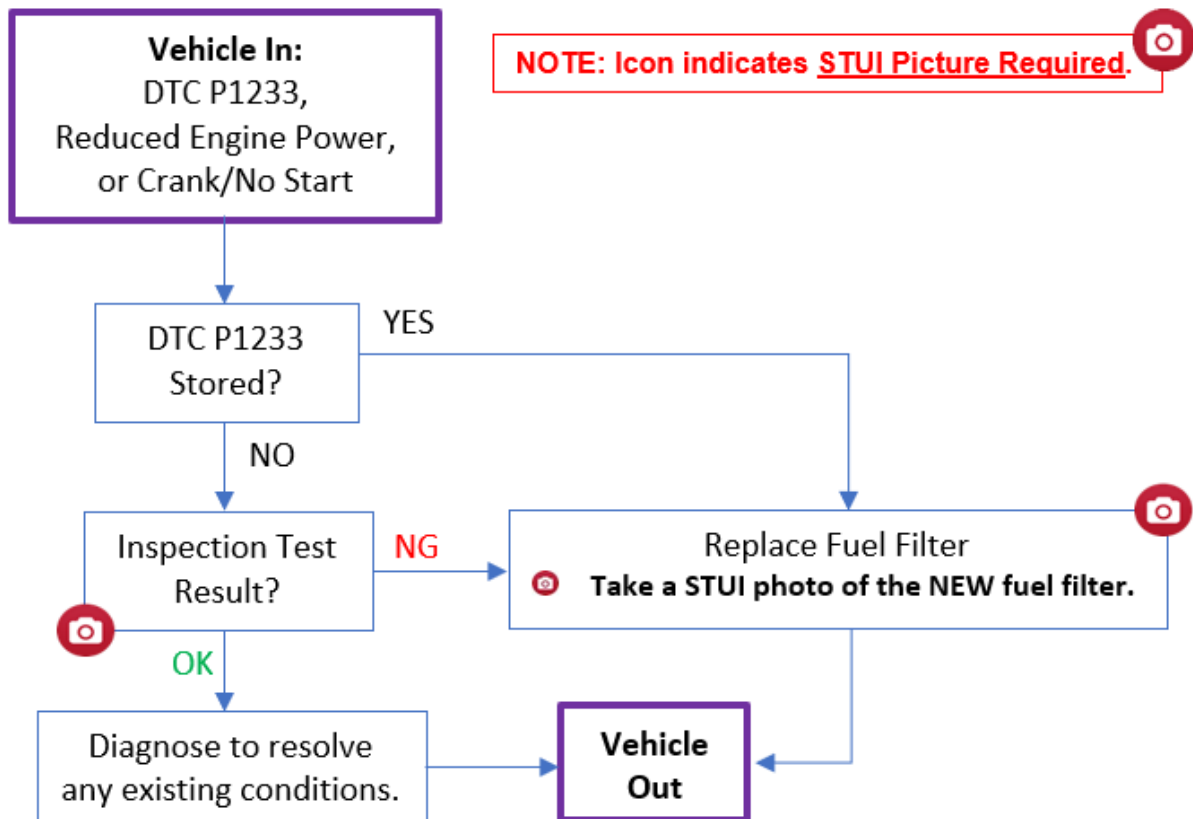 Vehicle In:
DTC P1233,
Reduced Engine Power,
or Crank/No Start
NOTE: Icon indicates STUI Picture Required.
DTC P1233
Stored?
YES
NO
Inspection Test
Result?
NG
Replace Fuel Filter
Take a STUI photo of the NEW fuel filter.
OK
Diagnose to resolve
any existing conditions.
Vehicle
Out